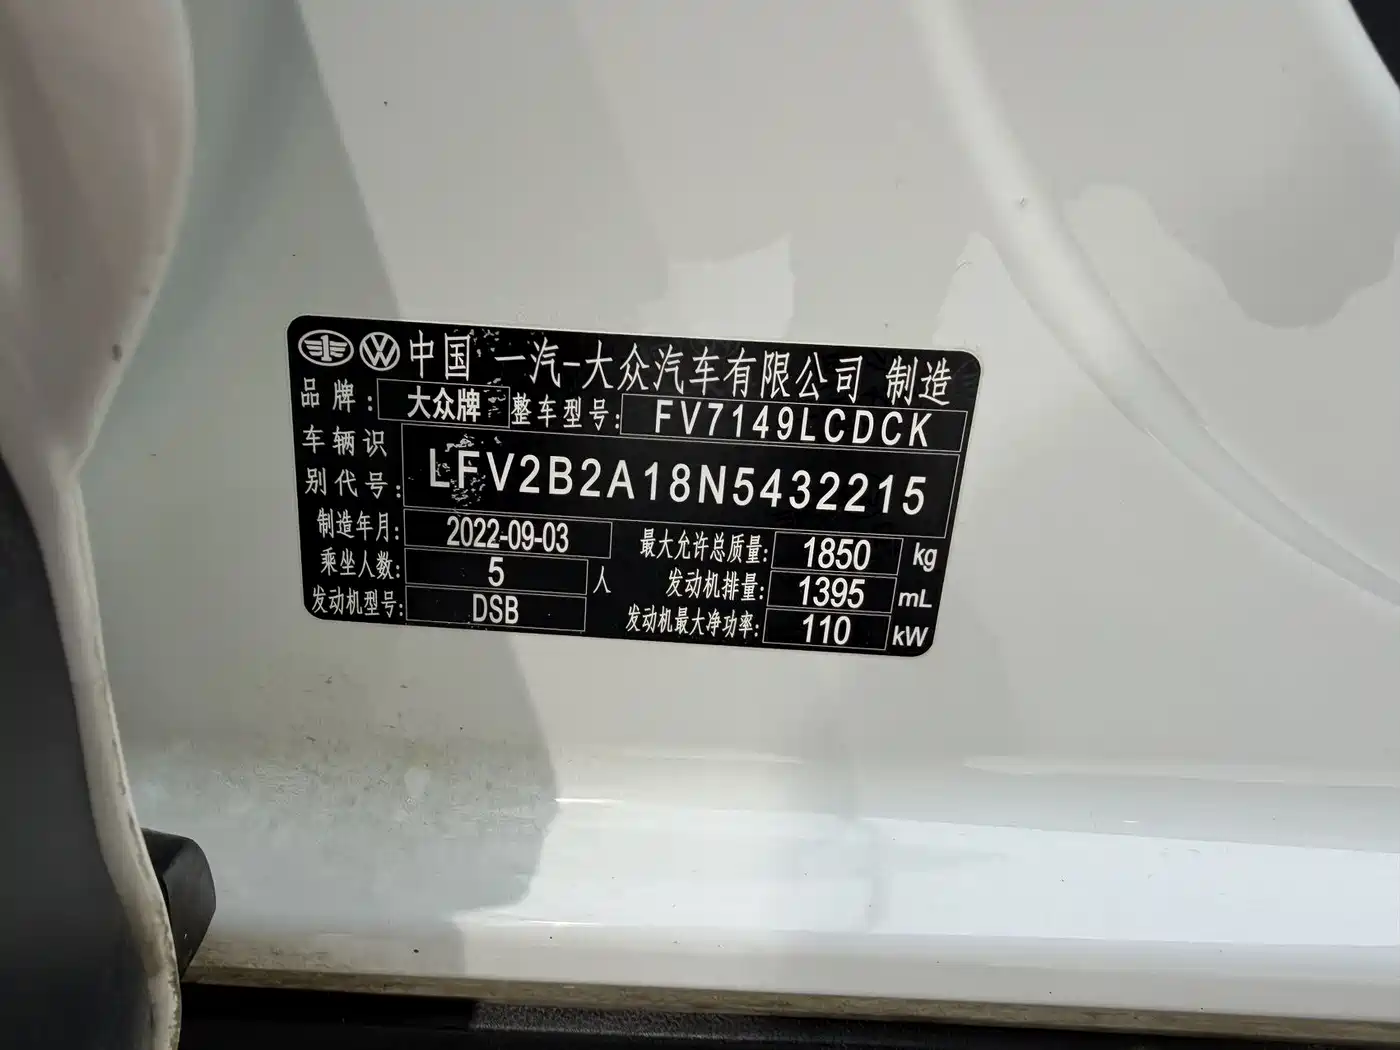 中国 一汽-大众汽车有限公司 制造
品牌: 大众牌 整车型号: FV7149LCDCK
车辆识别代号: LFV2B2A18N5432215
制造年月: 2022-09-03 最大允许总质量: 1850 kg
乘坐人数: 5 人 发动机排量: 1395 mL
发动机型号: DSB 发动机最大净功率: 110 kW